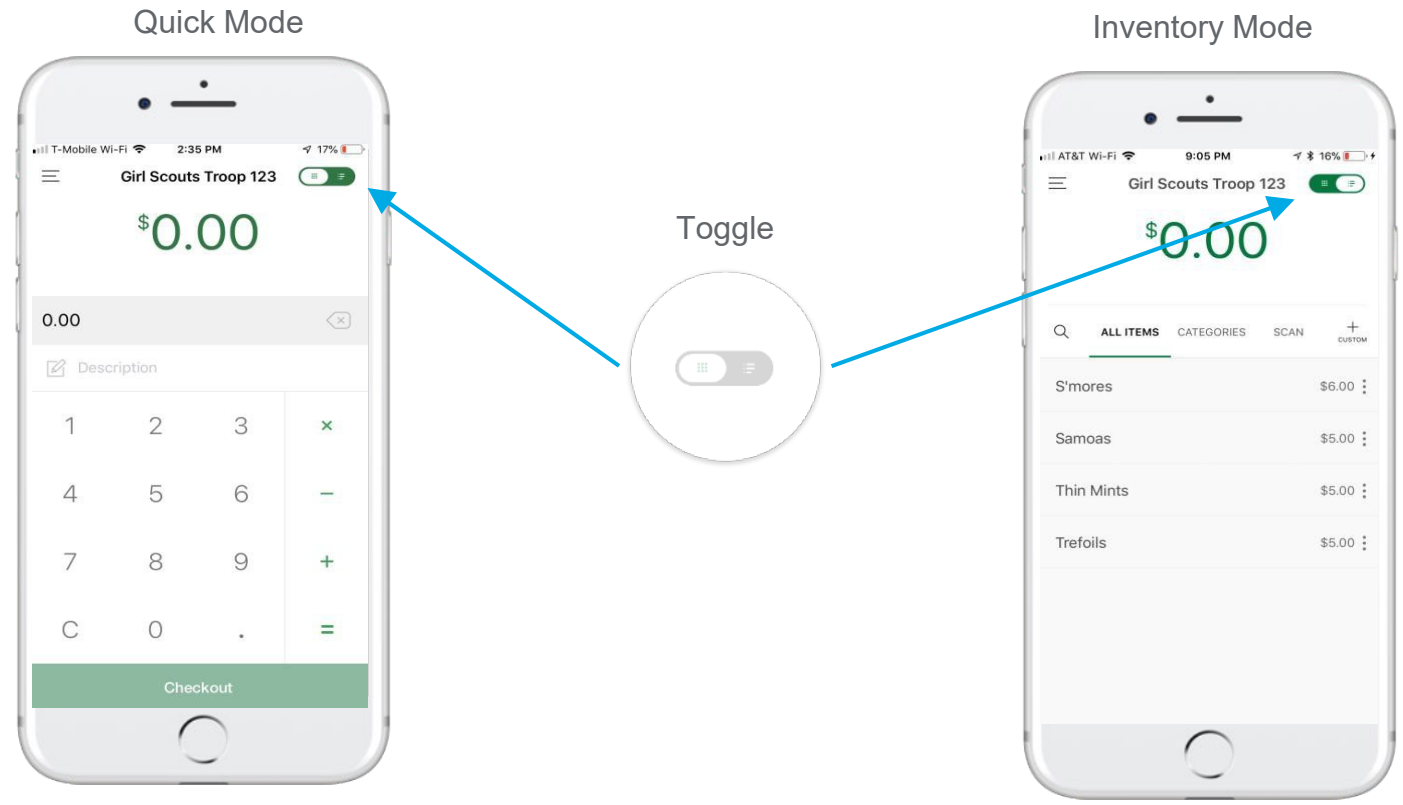 Quick Mode
T-Mobile Wi-Fi 2:35 PM 17%
Girl Scouts Troop 123
$0.00
0.00
Description
1 2 3 ×
4 5 6 −
7 8 9 +
C 0 . =
Checkout
Toggle
Inventory Mode
AT&T Wi-Fi 9:05 PM 16%
Girl Scouts Troop 123
$0.00
ALL ITEMS CATEGORIES SCAN + CUSTOM
S'mores $6.00
Samoas $5.00
Thin Mints $5.00
Trefoils $5.00